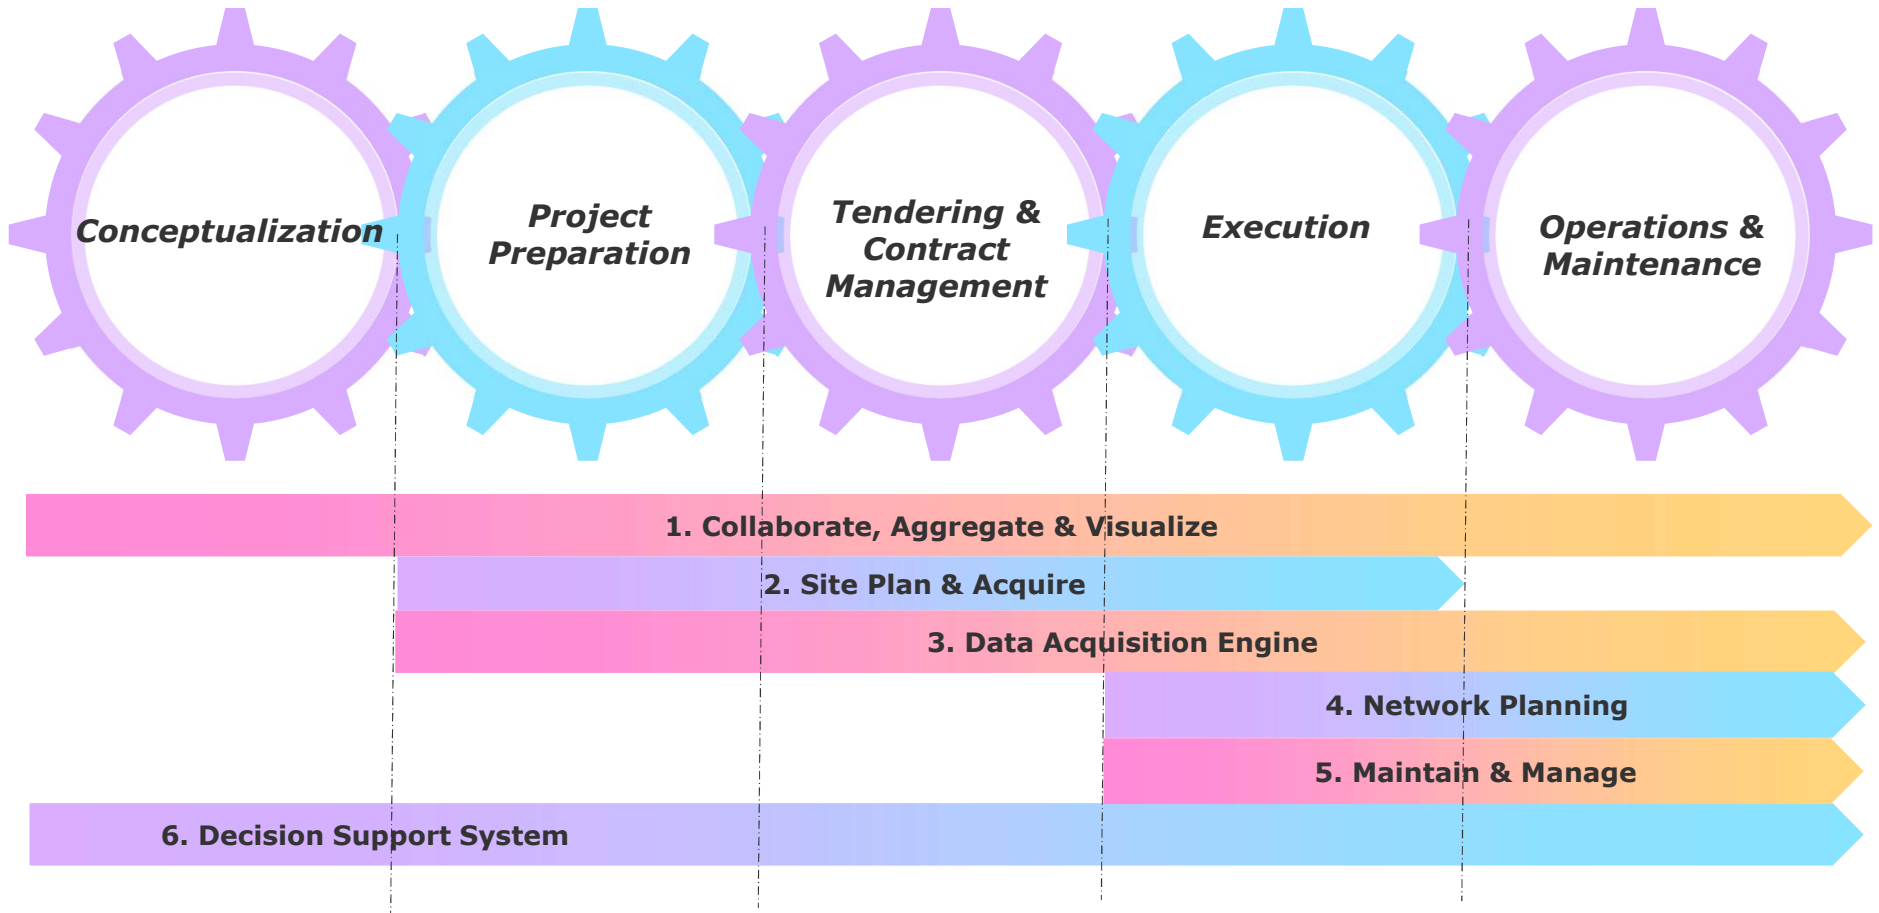 Conceptualization
Project
Preparation
Tendering &
Contract
Management
Execution
Operations &
Maintenance
1. Collaborate, Aggregate & Visualize
2. Site Plan & Acquire
3. Data Acquisition Engine
4. Network Planning
5. Maintain & Manage
6. Decision Support System